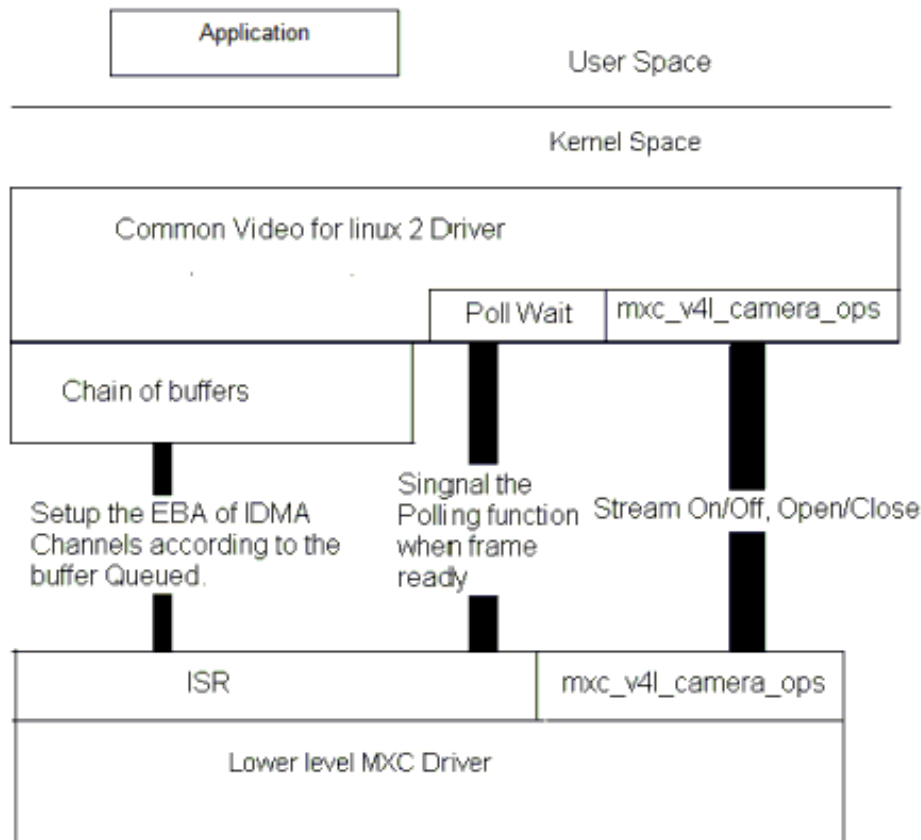 Application
User Space
Kernel Space
Common Video for linux 2 Driver
Poll Wait
mxc_v4l_camera_ops
Chain of buffers
Setup the EBA of IDMA
Channels according to the
buffer Queued.
Singnal the
Polling function
when frame
ready
Stream On/Off, Open/Close
ISR
mxc_v4l_camera_ops
Lower level MXC Driver